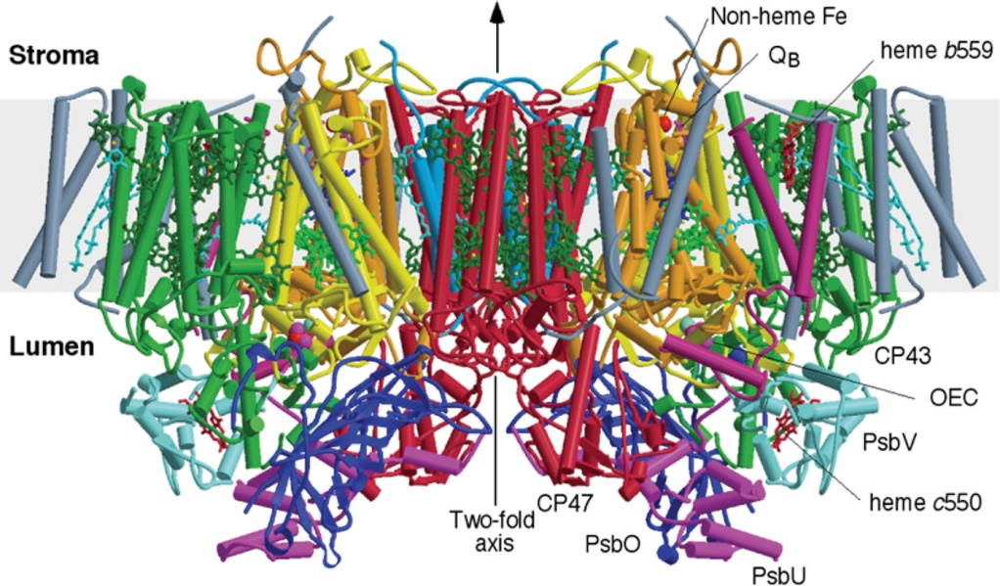 Non-heme Fe
Stroma
heme b559
QB
Lumen
CP43
OEC
PsbV
heme c550
CP47
Two-fold
axis
PsbO
PsbU